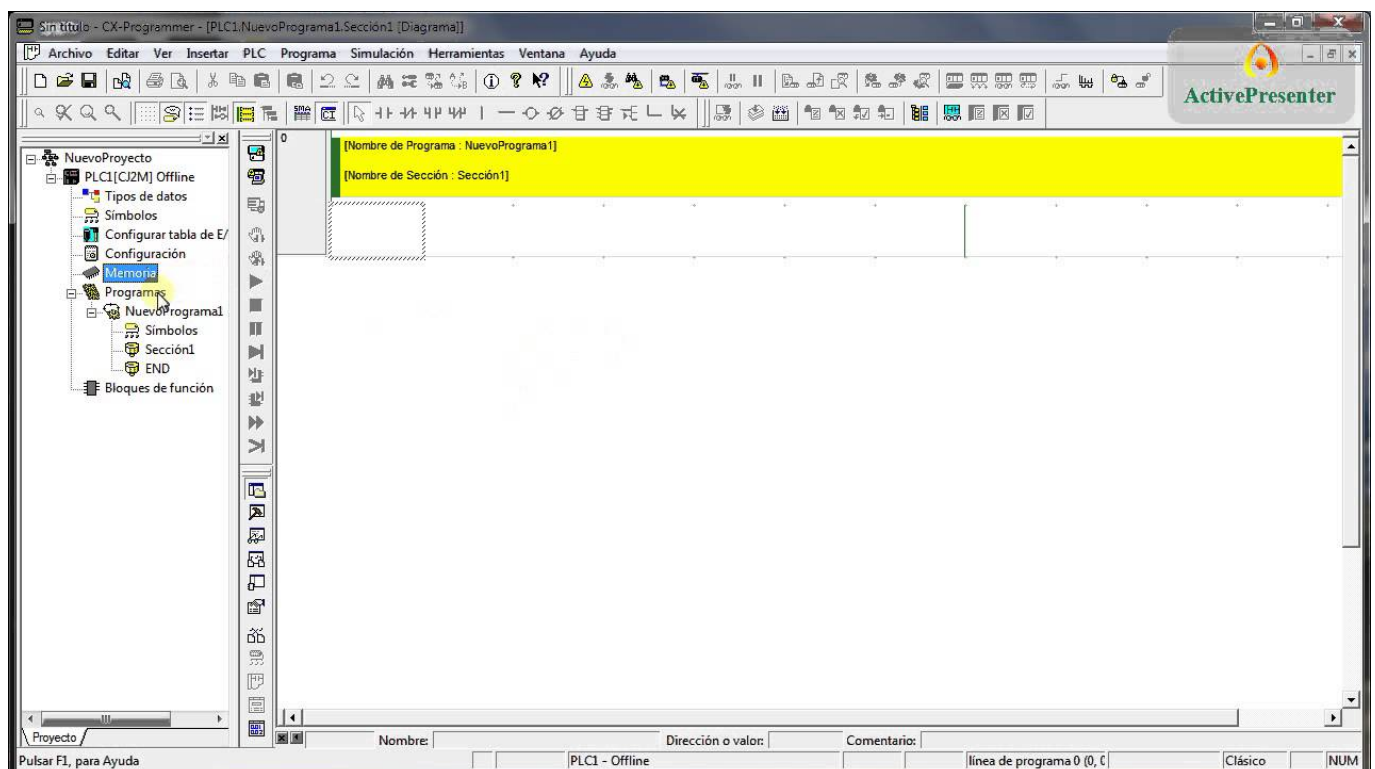 Sin título - CX-Programmer - [PLC1.NuevoPrograma1.Sección1 [Diagrama]]
Archivo Editar Ver Insertar PLC Programa Simulación Herramientas Ventana Ayuda
ActivePresenter
NuevoProyecto
PLC1[CJ2M] Offline
Tipos de datos
Símbolos
Configurar tabla de E/
Configuración
Memoria
Programas
NuevoPrograma1
Símbolos
Sección1
END
Bloques de función
0
[Nombre de Programa : NuevoPrograma1]
[Nombre de Sección : Sección1]
Proyecto
Nombre:
Dirección o valor:
Comentario:
Pulsar F1, para Ayuda
PLC1 - Offline
línea de programa 0 (0, 0
Clásico
NUM